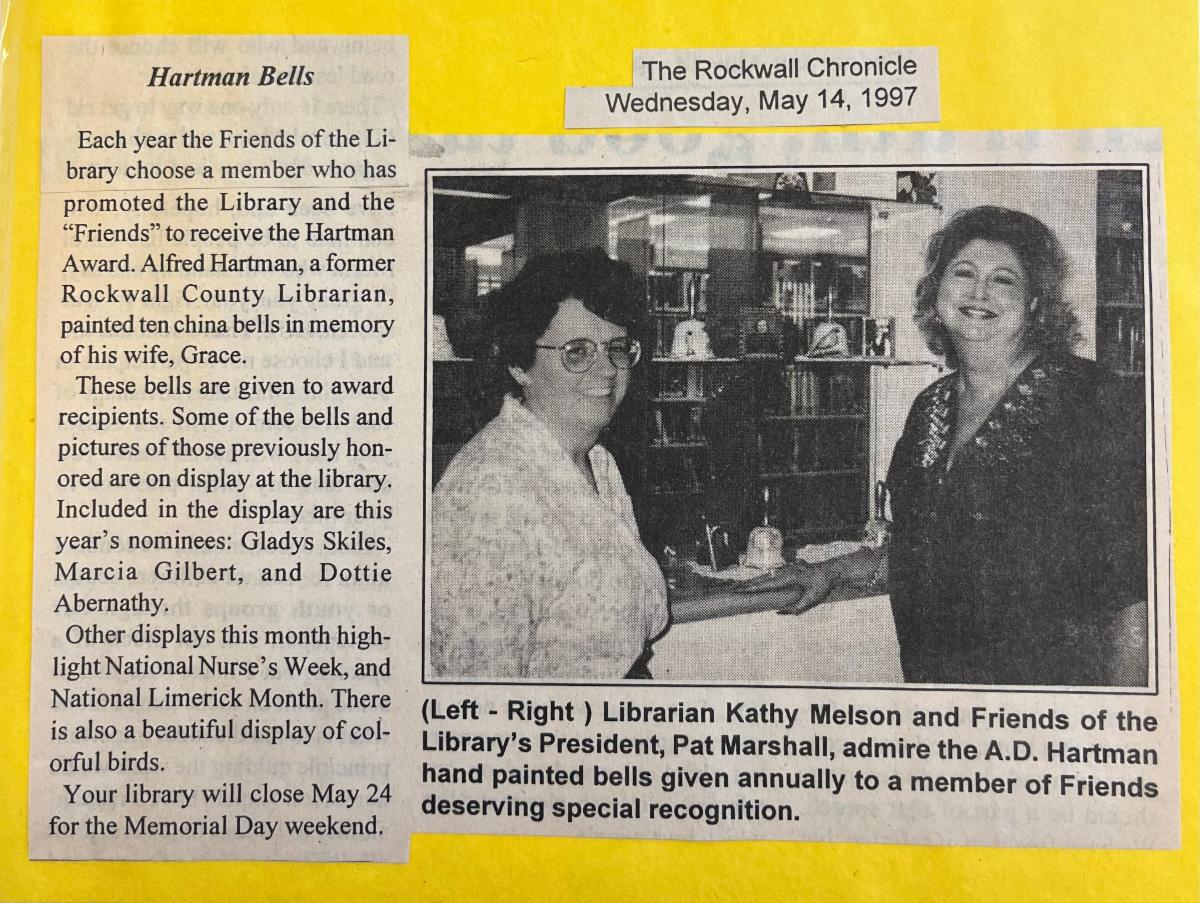 Hartman Bells
Each year the Friends of the Li-
brary choose a member who has
promoted the Library and the
“Friends” to receive the Hartman
Award. Alfred Hartman, a former
Rockwall County Librarian,
painted ten china bells in memory
of his wife, Grace.
These bells are given to award
recipients. Some of the bells and
pictures of those previously hon-
ored are on display at the library.
Included in the display are this
year’s nominees: Gladys Skiles,
Marcia Gilbert, and Dottie
Abernathy.
Other displays this month high-
light National Nurse’s Week, and
National Limerick Month. There
is also a beautiful display of col-
orful birds.
Your library will close May 24
for the Memorial Day weekend.
The Rockwall Chronicle
Wednesday, May 14, 1997
(Left - Right ) Librarian Kathy Melson and Friends of the
Library’s President, Pat Marshall, admire the A.D. Hartman
hand painted bells given annually to a member of Friends
deserving special recognition.